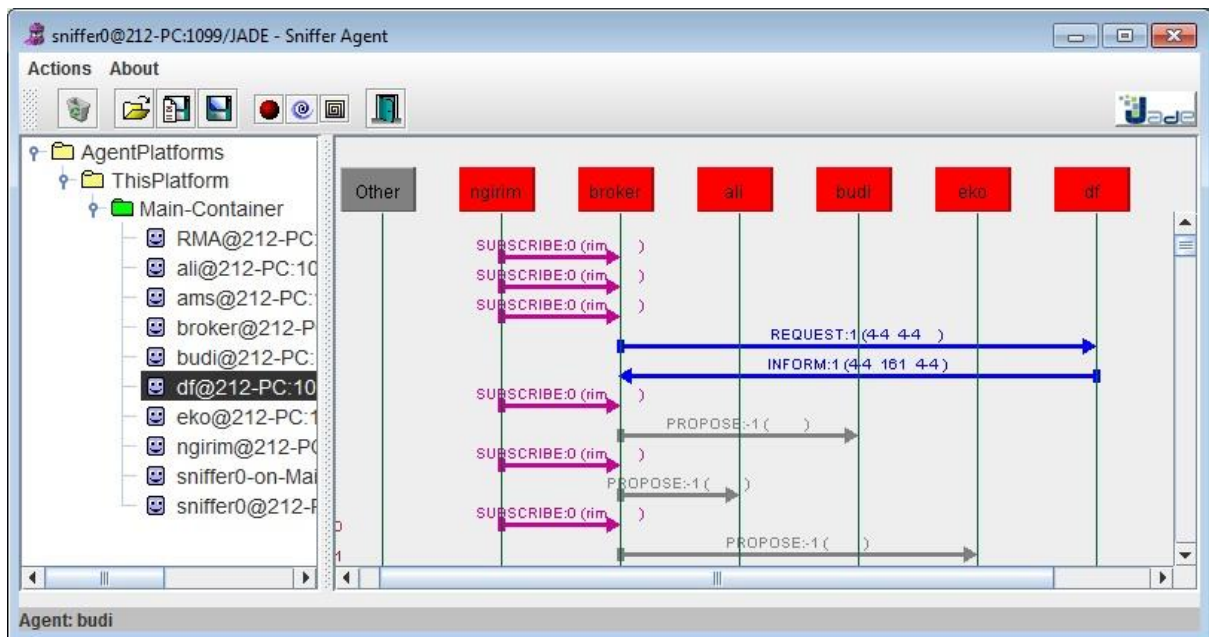 sniffer0@212-PC:1099/JADE - Sniffer Agent
Actions About
Jade
AgentPlatforms
ThisPlatform
Main-Container
RMA@212-PC:
ali@212-PC:10
ams@212-PC:
broker@212-P
budi@212-PC:
df@212-PC:10
eko@212-PC:1
ngirim@212-P
sniffer0-on-Mai
sniffer0@212-
Other ngirim broker ali budi eko df
SUBSCRIBE:0 (rim )
SUBSCRIBE:0 (rim )
SUBSCRIBE:0 (rim )
REQUEST:1 (44 44 )
INFORM:1 (44 161 44)
SUBSCRIBE:0 (rim )
PROPOSE:-1 ( )
SUBSCRIBE:0 (rim )
PROPOSE:-1 ( )
SUBSCRIBE:0 (rim )
0
PROPOSE:-1 ( )
1
Agent: budi